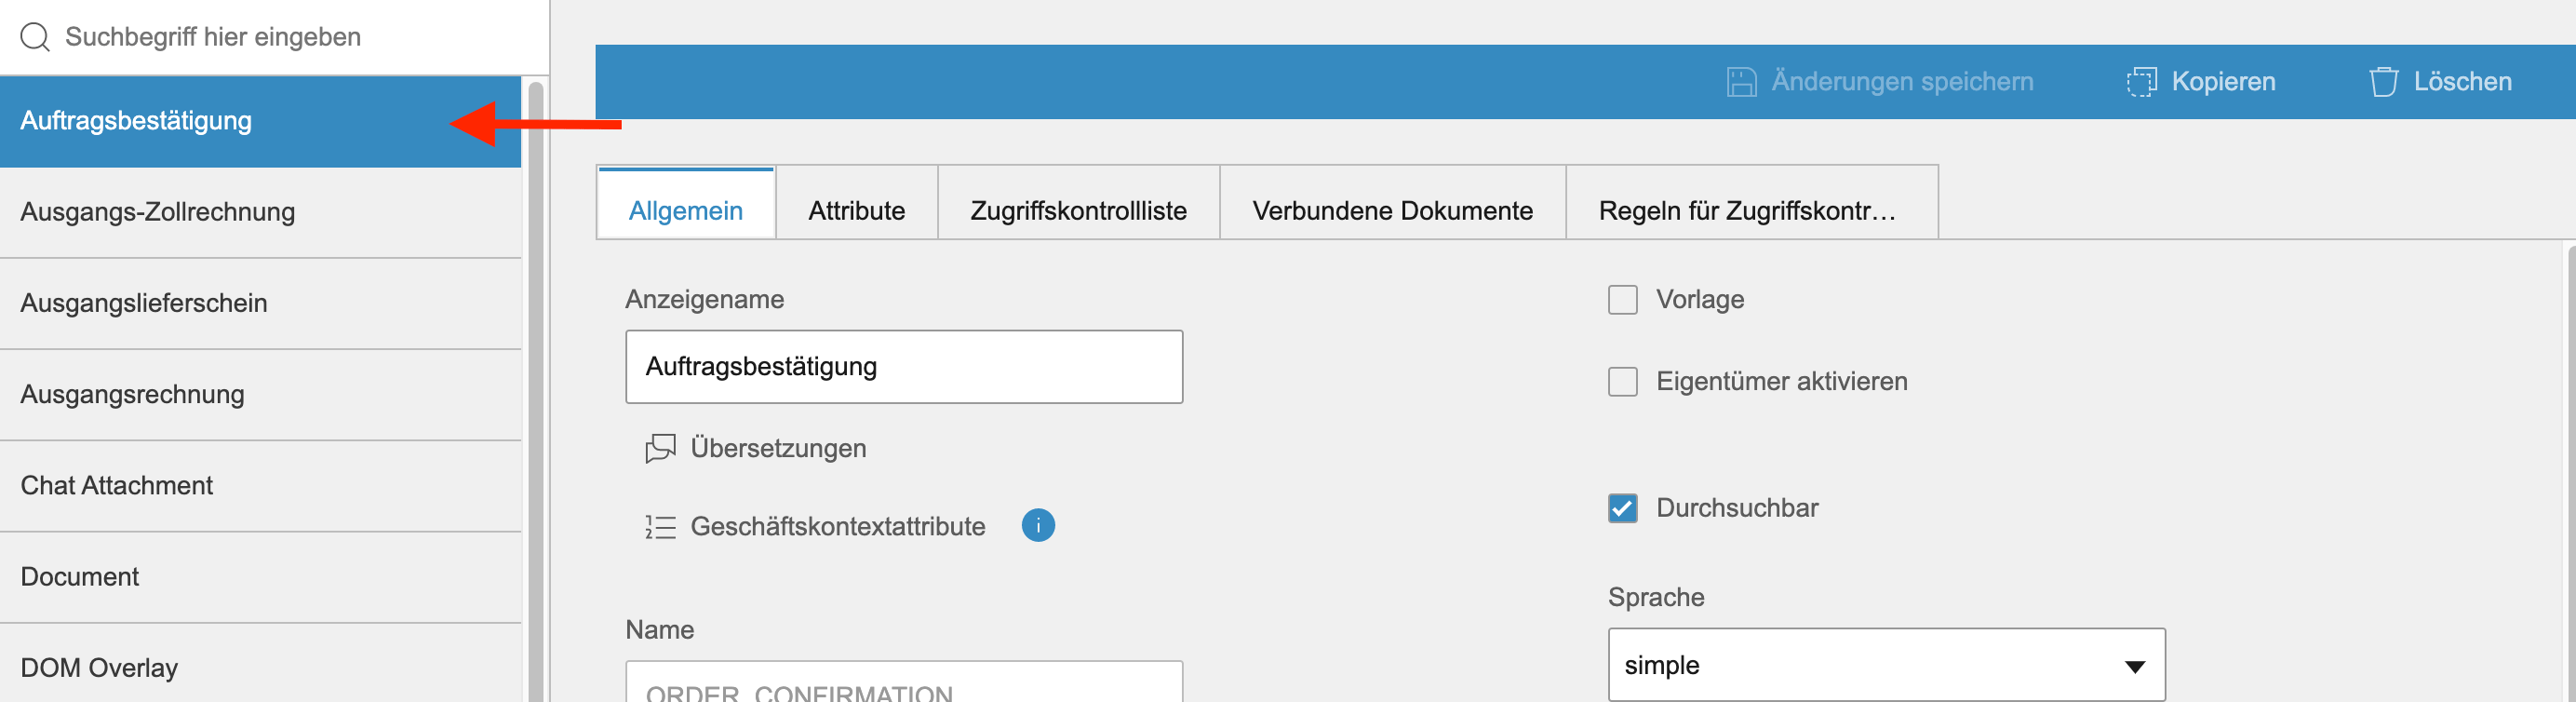 Suchbegriff hier eingeben
Auftragsbestätigung
Ausgangs-Zollrechnung
Ausgangslieferschein
Ausgangsrechnung
Chat Attachment
Document
DOM Overlay
Änderungen speichern
Kopieren
Löschen
Allgemein
Attribute
Zugriffskontrollliste
Verbundene Dokumente
Regeln für Zugriffskontr...
Anzeigename
Auftragsbestätigung
Übersetzungen
Geschäftskontextattribute
Name
ORDER_CONFIRMATION
Vorlage
Eigentümer aktivieren
Durchsuchbar
Sprache
simple